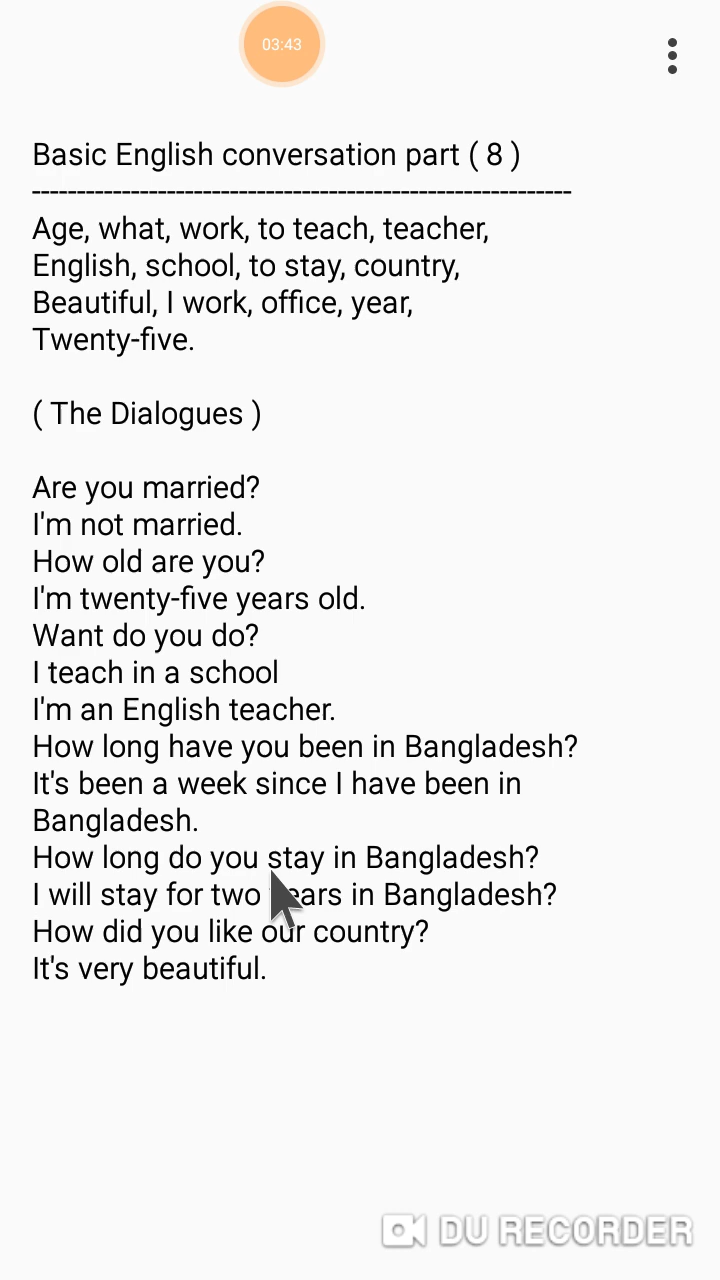 03:43
Basic English conversation part ( 8 )
------------------------------------------------------------
Age, what, work, to teach, teacher,
English, school, to stay, country,
Beautiful, I work, office, year,
Twenty-five.
( The Dialogues )
Are you married?
I'm not married.
How old are you?
I'm twenty-five years old.
Want do you do?
I teach in a school
I'm an English teacher.
How long have you been in Bangladesh?
It's been a week since I have been in
Bangladesh.
How long do you stay in Bangladesh?
I will stay for two years in Bangladesh?
How did you like our country?
It's very beautiful.
DU RECORDER